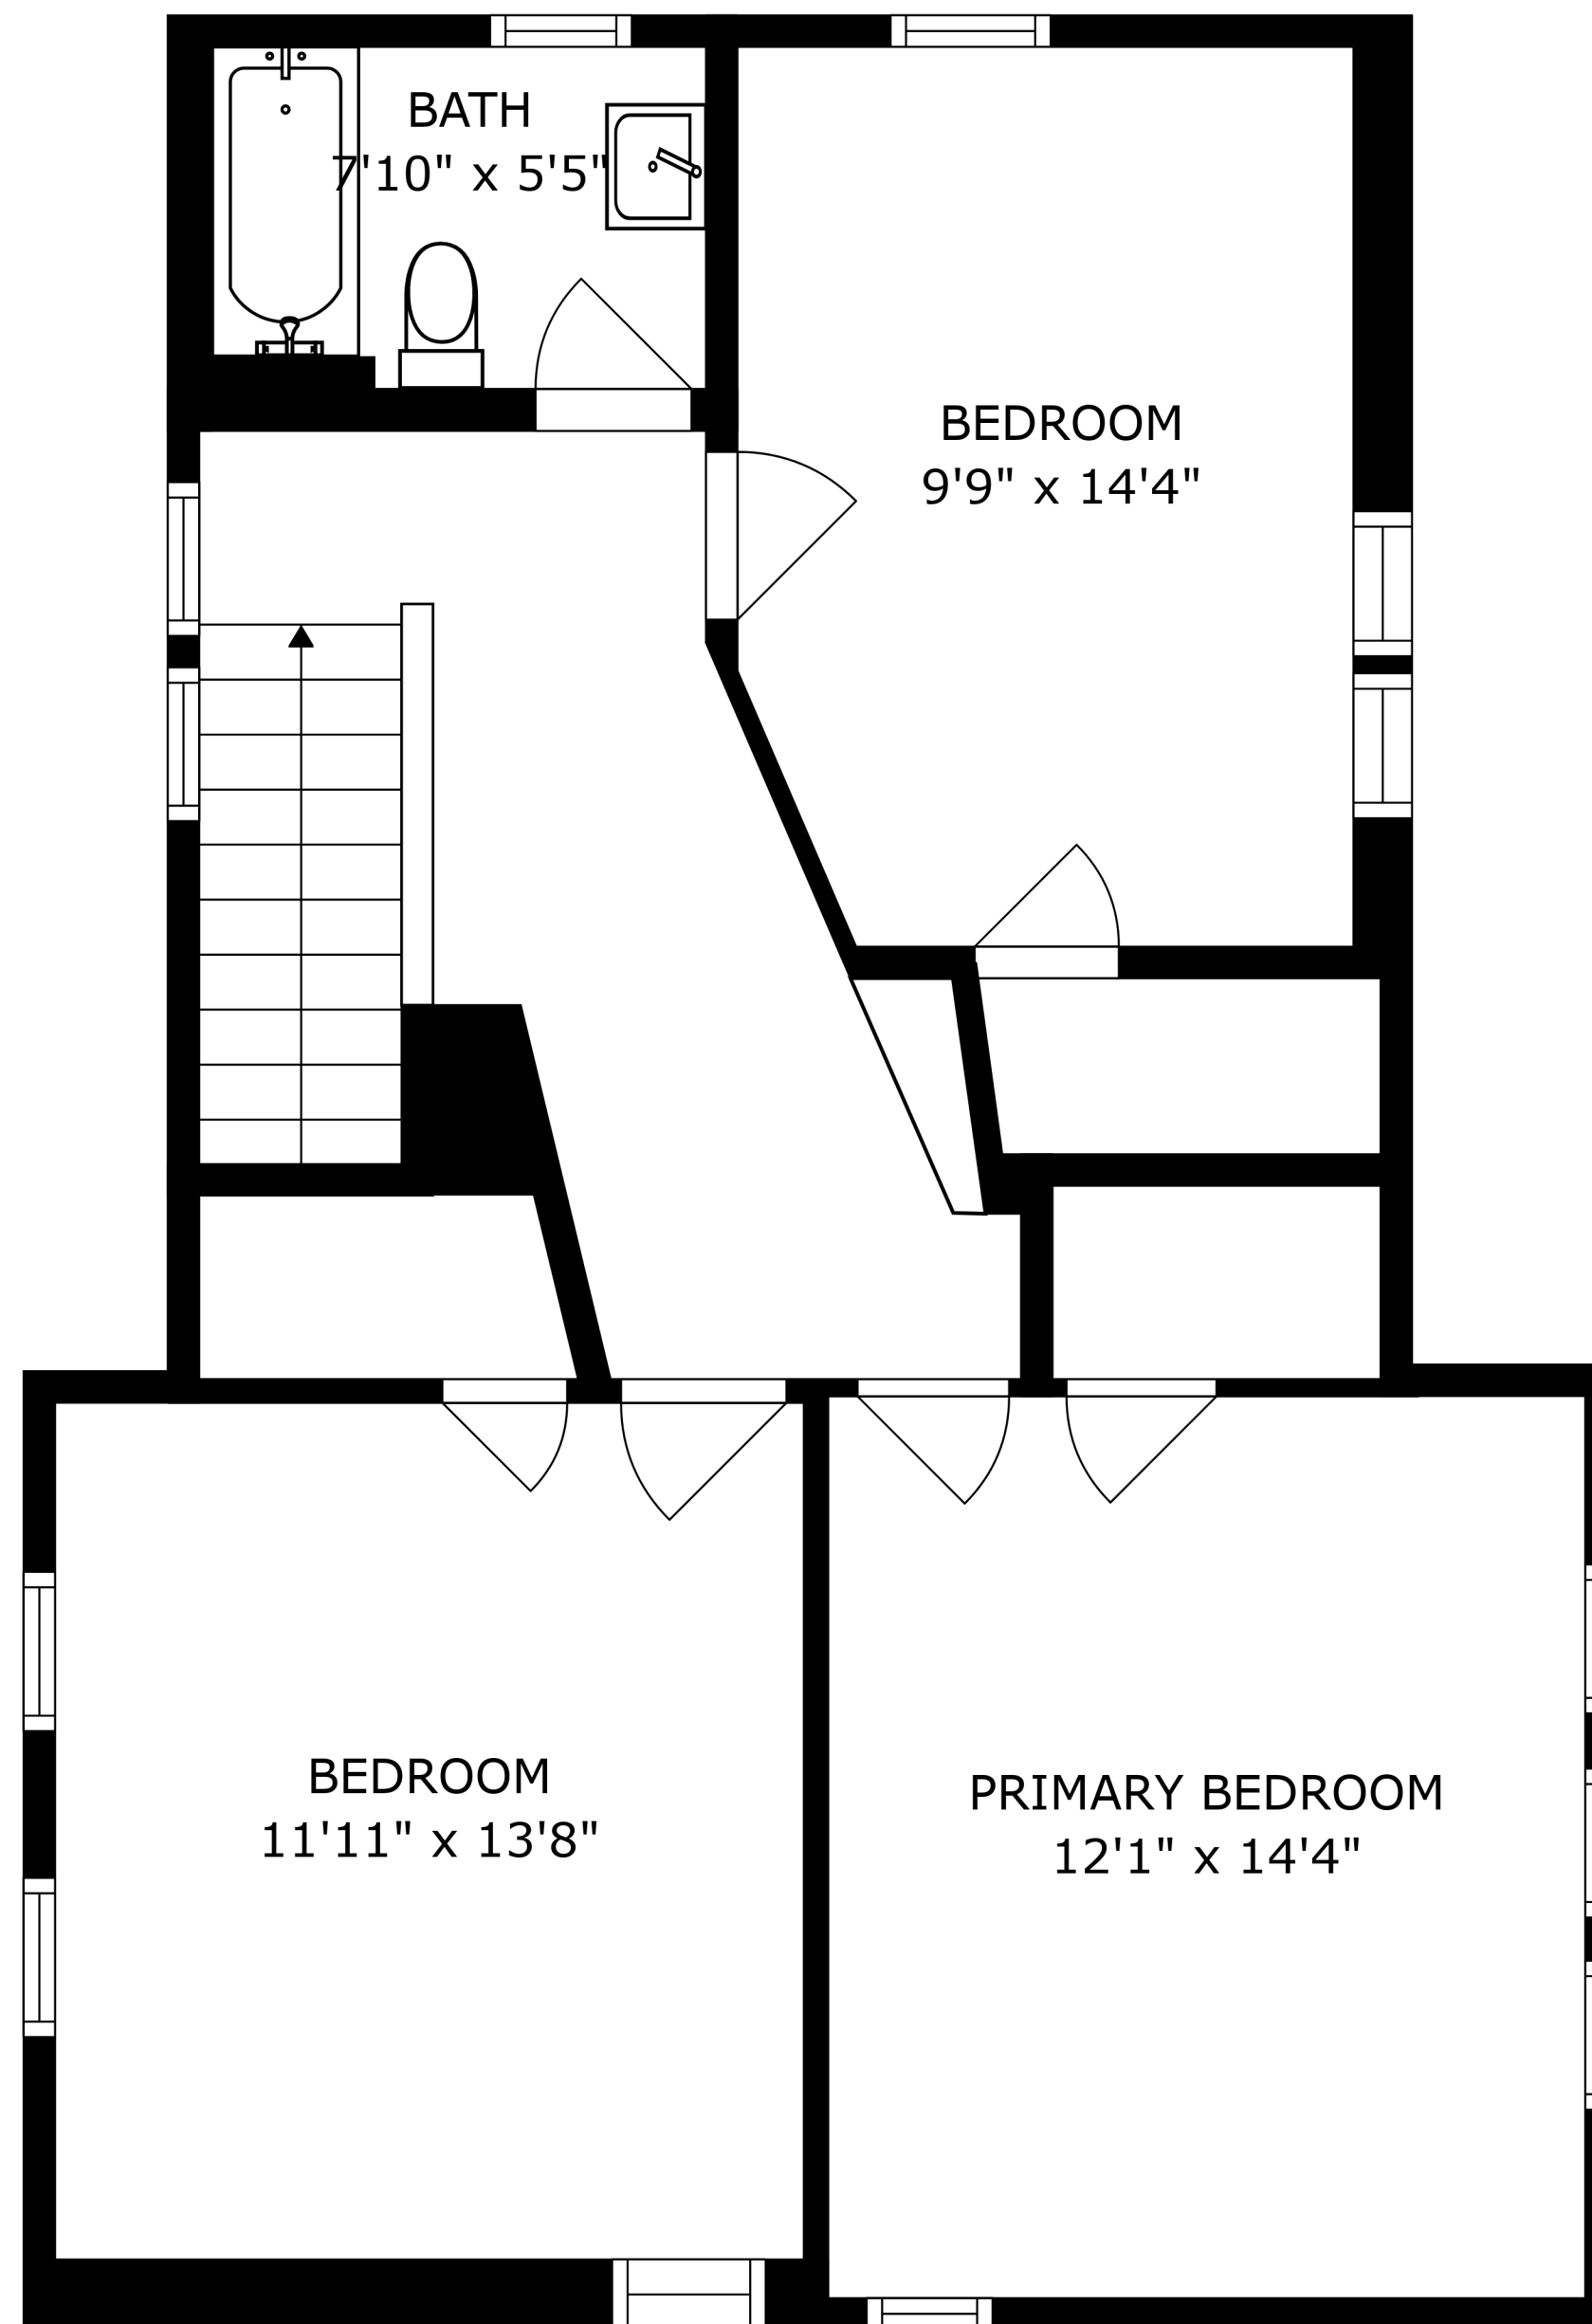 BATH
7'10" x 5'5"
BEDROOM
9'9" x 14'4"
BEDROOM
11'11" x 13'8"
PRIMARY BEDROOM
12'1" x 14'4"